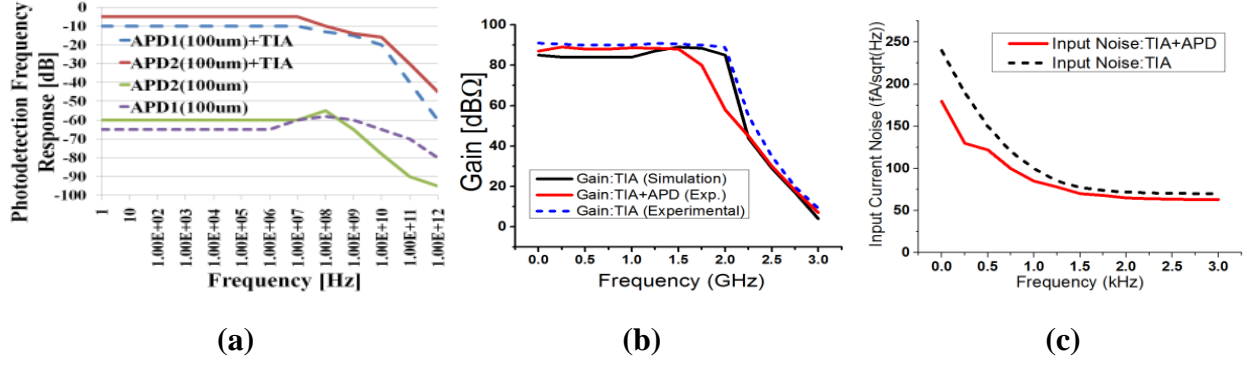 Photodetection Frequency
Response [dB]
0
-10
-20
-30
-40
-50
-60
-70
-80
-90
-100
APD1(100um)+TIA
APD2(100um)+TIA
APD2(100um)
APD1(100um)
1
10
1.00E+02
1.00E+03
1.00E+04
1.00E+05
1.00E+06
1.00E+07
1.00E+08
1.00E+09
1.00E+10
1.00E+11
1.00E+12
Frequency [Hz]
(a)
Gain [dBΩ]
100
80
60
40
20
0
Gain:TIA (Simulation)
Gain:TIA+APD (Exp.)
Gain:TIA (Experimental)
0.0 0.5 1.0 1.5 2.0 2.5 3.0
Frequency (GHz)
(b)
Input Current Noise (fA/sqrt(Hz)
250
200
150
100
50
0
Input Noise:TIA+APD
Input Noise:TIA
0.0 0.5 1.0 1.5 2.0 2.5 3.0
Frequency (kHz)
(c)